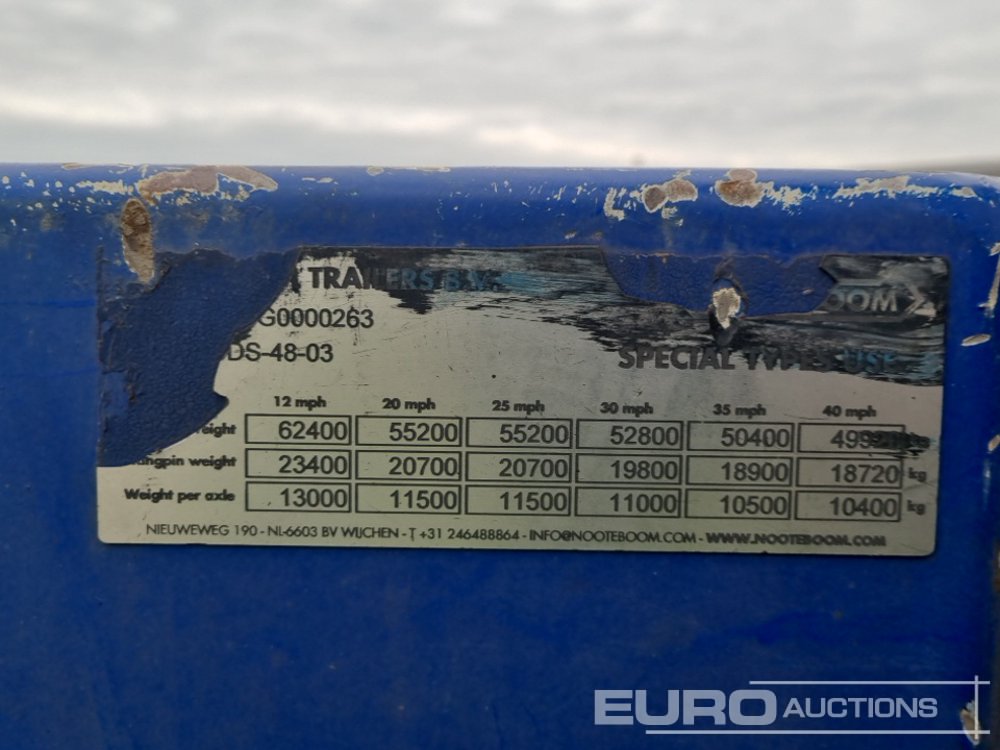 TRAILERS B.V.
OOM
G0000263
DS-48-03
SPECIAL TYPES USE
12 mph 20 mph 25 mph 30 mph 35 mph 40 mph
eight 62400 55200 55200 52800 50400
ingpin weight 23400 20700 20700 19800 18900 18720 kg
Weight per axle 13000 11500 11500 11000 10500 10400 kg
NIEUWEWEG 190 - NL-6603 BV WIJCHEN - T +31 246488864 - INFO@NOOTEBOOM.COM - WWW.NOOTEBOOM.COM
EURO AUCTIONS